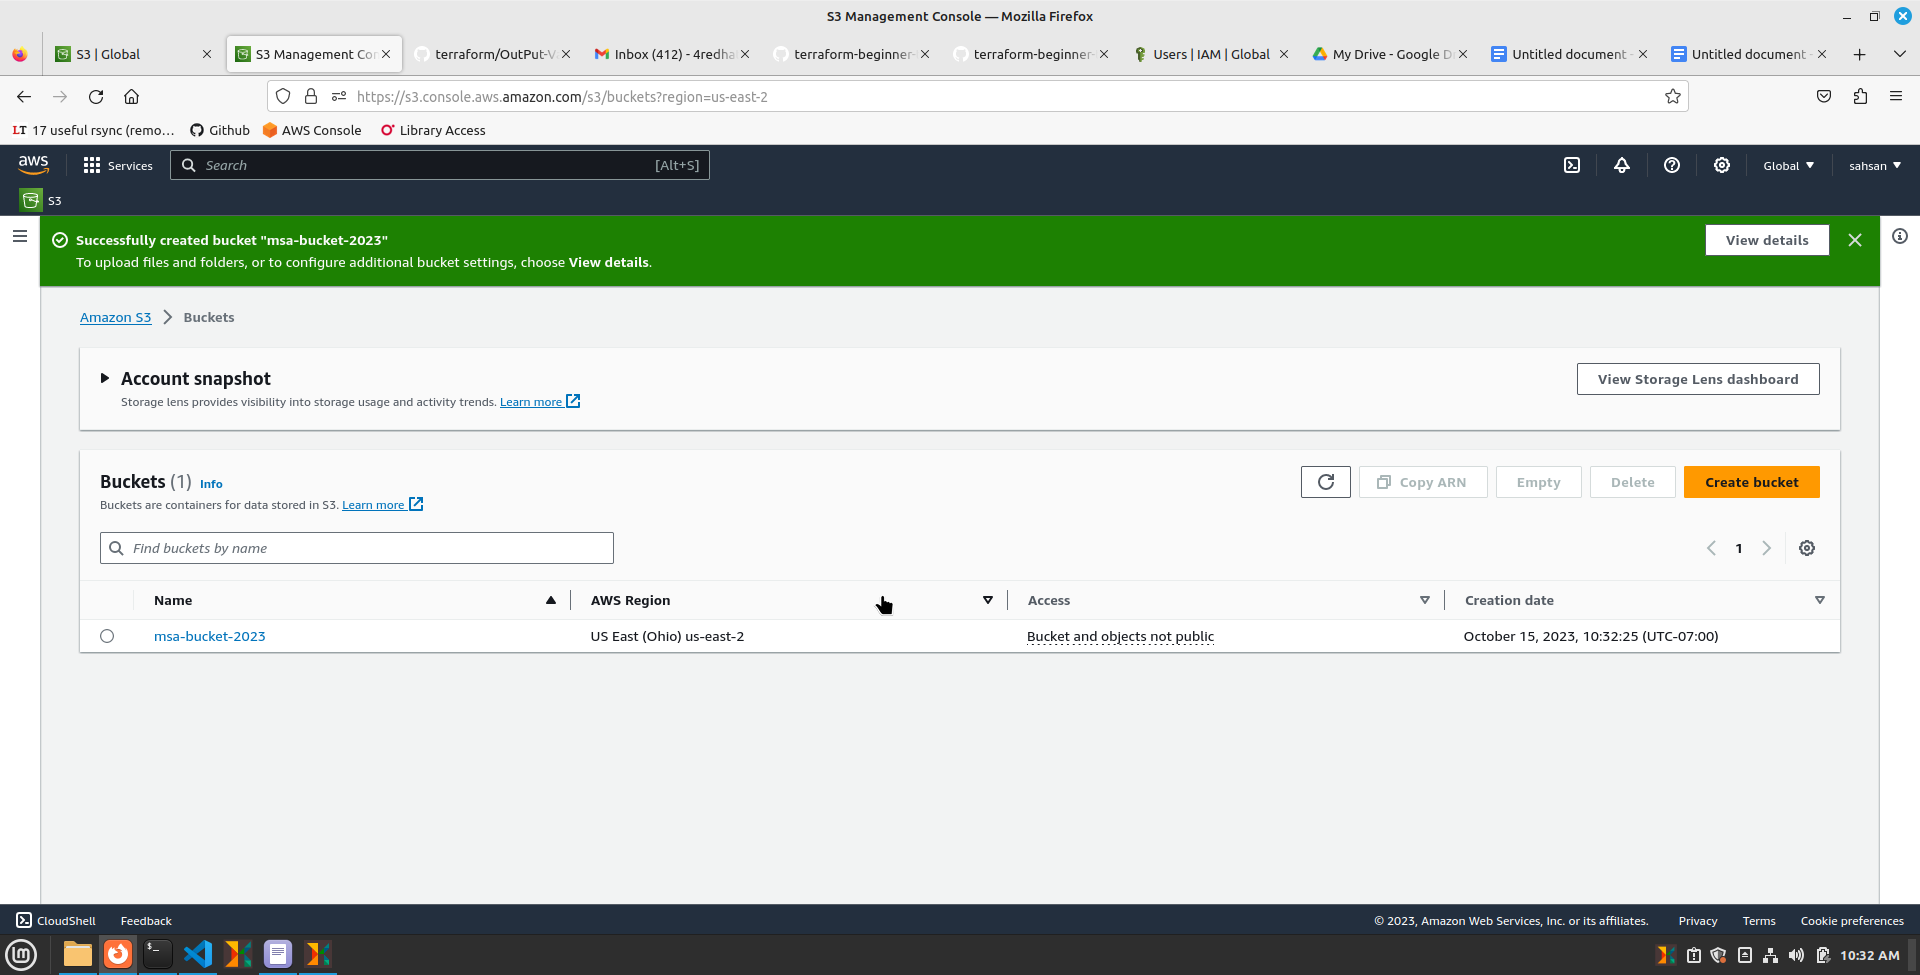 S3 Management Console — Mozilla Firefox
S3 | Global
S3 Management Con
terraform/OutPut-V
Inbox (412) - 4redha
terraform-beginner-
terraform-beginner-
Users | IAM | Global
My Drive - Google D
Untitled document -
Untitled document -
https://s3.console.aws.amazon.com/s3/buckets?region=us-east-2
LT 17 useful rsync (remo...
Github
AWS Console
Library Access
aws
Services
Search
[Alt+S]
Global
sahsan
S3
Successfully created bucket "msa-bucket-2023"
To upload files and folders, or to configure additional bucket settings, choose View details.
View details
Amazon S3
Buckets
Account snapshot
Storage lens provides visibility into storage usage and activity trends. Learn more
View Storage Lens dashboard
Buckets (1) Info
Buckets are containers for data stored in S3. Learn more
Copy ARN
Empty
Delete
Create bucket
Find buckets by name
1
Name
AWS Region
Access
Creation date
msa-bucket-2023
US East (Ohio) us-east-2
Bucket and objects not public
October 15, 2023, 10:32:25 (UTC-07:00)
CloudShell
Feedback
© 2023, Amazon Web Services, Inc. or its affiliates.
Privacy
Terms
Cookie preferences
10:32 AM